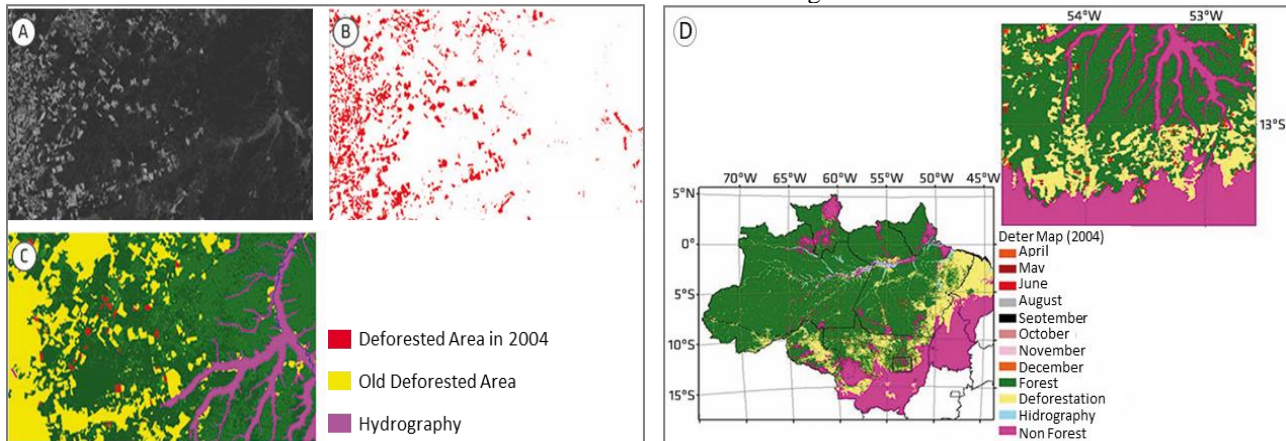 A
B
C
Deforested Area in 2004
Old Deforested Area
Hydrography
D
54°W 53°W
13°S
70°W 65°W 60°W 55°W 50°W 45°W
5°N
0°
5°S
10°S
15°S
Deter Map (2004)
April
May
June
August
September
October
November
December
Forest
Deforestation
Hidrography
Non Forest